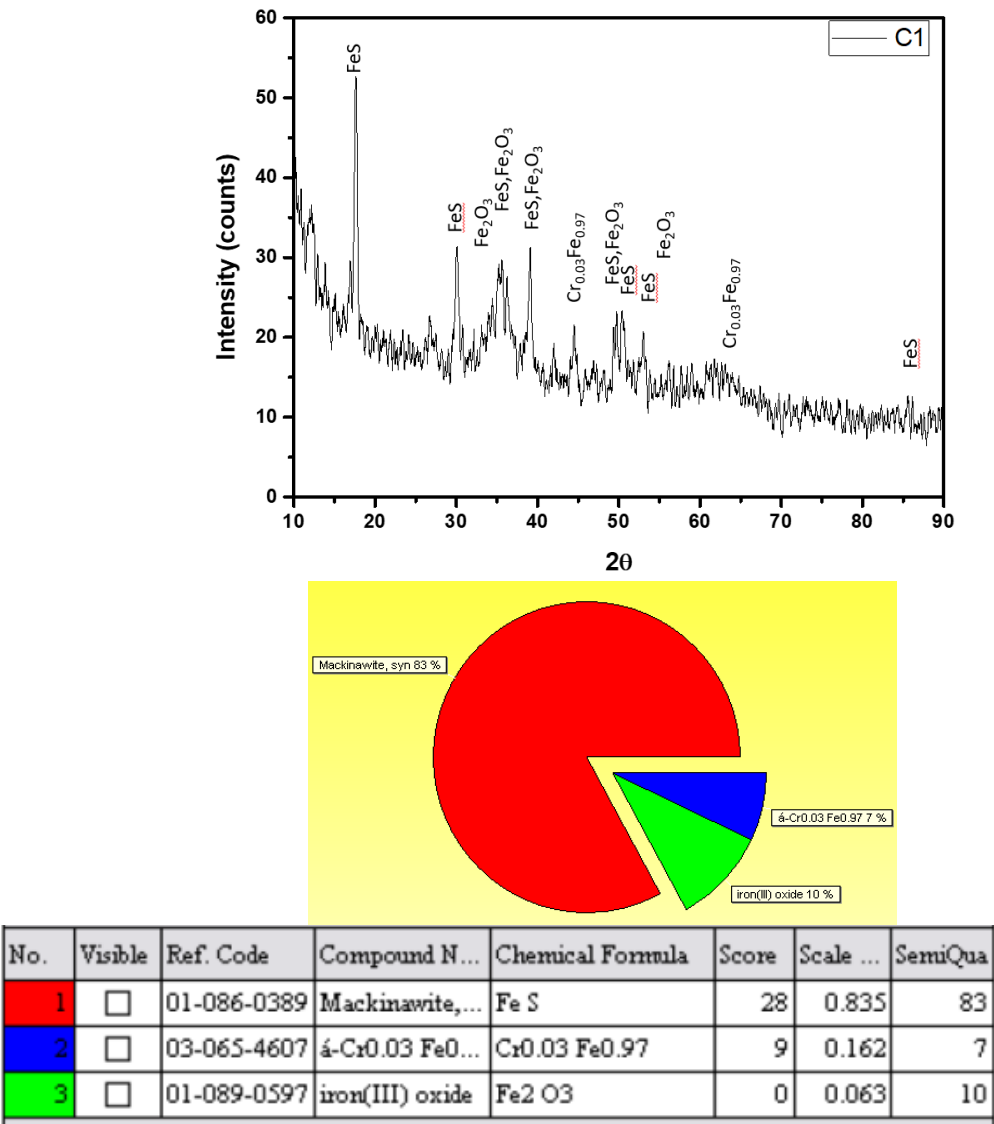 60
50
40
30
20
10
0
Intensity (counts)
C1
FeS
FeS
Fe₂O₃
FeS,Fe₂O₃
FeS,Fe₂O₃
Cr₀.₀₃Fe₀.₉₇
FeS,Fe₂O₃
FeS
FeS
Fe₂O₃
Cr₀.₀₃Fe₀.₉₇
FeS
10 20 30 40 50 60 70 80 90
2θ
Mackinawite, syn 83 %
á-Cr0.03 Fe0.97 7 %
iron(III) oxide 10 %
No. Visible Ref. Code Compound N... Chemical Formula Score Scale ... SemiQua
1 01-086-0389 Mackinawite,... Fe S 28 0.835 83
2 03-065-4607 á-Cr0.03 Fe0... Cr0.03 Fe0.97 9 0.162 7
3 01-089-0597 iron(III) oxide Fe2 O3 0 0.063 10